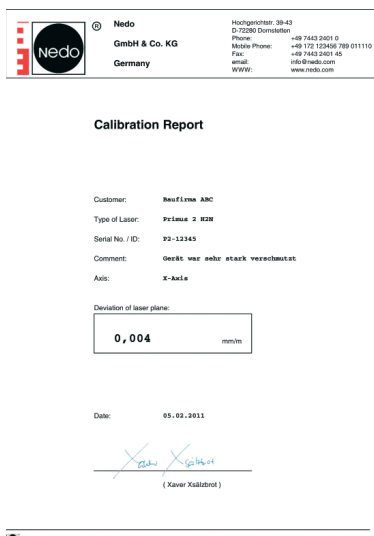 Nedo
®
Nedo
GmbH & Co. KG
Germany
Hochgerichtstr. 39-43
D-72280 Dornstetten
Phone: +49 7443 2401 0
Mobile Phone: +49 172 123456 789 011110
Fax: +49 7443 2401 45
email: info@nedo.com
WWW: www.nedo.com
Calibration Report
Customer: Baufirma ABC
Type of Laser: Primus 2 H2N
Serial No. / ID: P2-12345
Comment: Gerät war sehr stark verschmutzt
Axis: X-Axis
Deviation of laser plane:
0,004 mm/m
Date: 05.02.2011
Xaver Xsälzbrot
( Xaver Xsälzbrot )